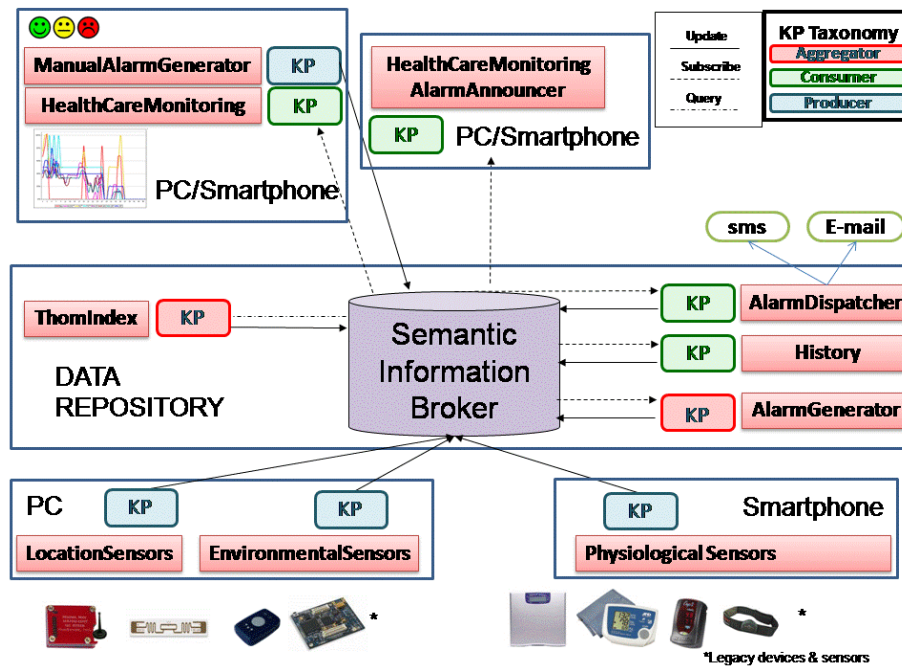 ManualAlarmGenerator
KP
HealthCareMonitoring
KP
PC/Smartphone
HealthCareMonitoring
AlarmAnnouncer
KP
PC/Smartphone
Update
Subscribe
Query
KP Taxonomy
Aggregator
Consumer
Producer
sms
E-mail
ThomIndex
KP
DATA
REPOSITORY
Semantic
Information
Broker
KP
AlarmDispatcher
KP
History
KP
AlarmGenerator
PC
KP
KP
LocationSensors
EnvironmentalSensors
KP
Smartphone
Physiological Sensors
*
*
*Legacy devices & sensors